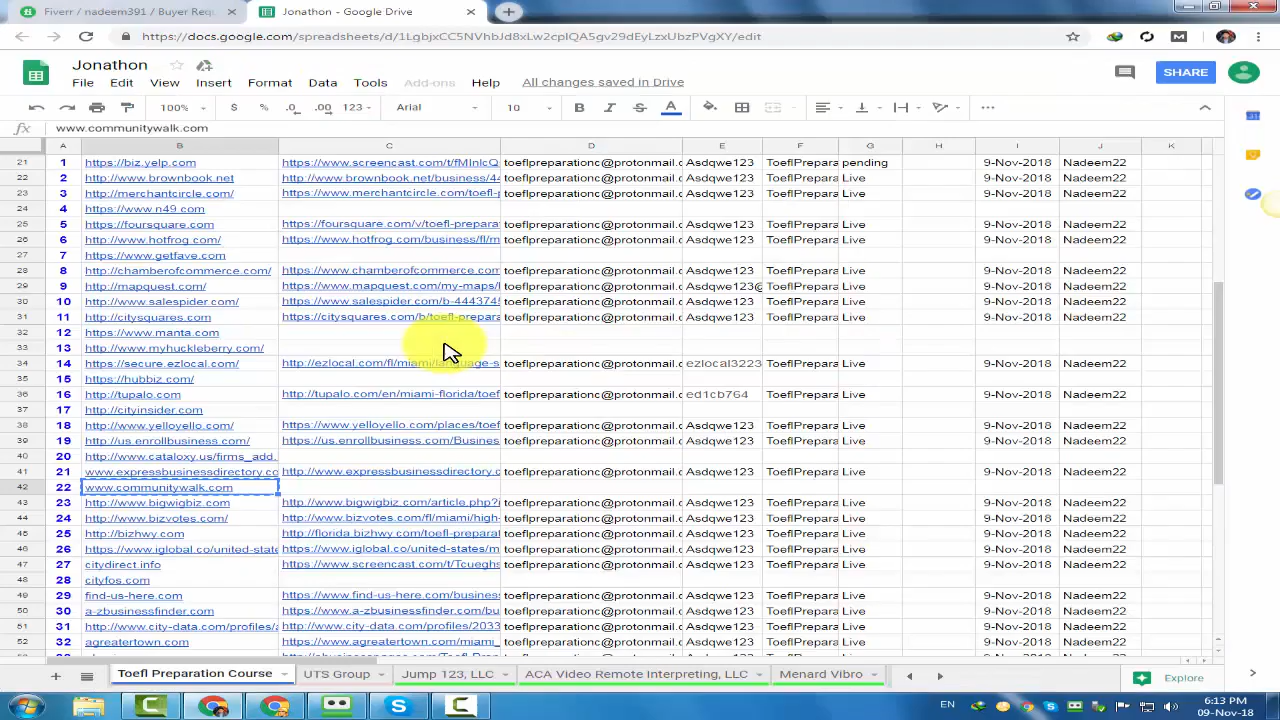 Fiverr / nadeem391 / Buyer Req
Jonathon - Google Drive
https://docs.google.com/spreadsheets/d/1LgbjxCC5NVhbJd8xLw2cpIQA5gv29dEyLzxUbzPVgXY/edit
Jonathon
File Edit View Insert Format Data Tools Add-ons Help All changes saved in Drive
SHARE
100% $ % .0 .00 123 Arial 10 B I S A
fx www.communitywalk.com
A B C D E F G H I J K
21 1 https://biz.yelp.com https://www.screencast.com/t/fMInlcQ toeflpreparationc@protonmail.c Asdqwe123 ToeflPrepara pending 9-Nov-2018 Nadeem22
22 2 http://www.brownbook.net http://www.brownbook.net/business/44 toeflpreparationc@protonmail.c Asdqwe123 ToeflPrepara Live 9-Nov-2018 Nadeem22
23 3 http://merchantcircle.com/ https://www.merchantcircle.com/toefl- toeflpreparationc@protonmail.c Asdqwe123 ToeflPrepara Live 9-Nov-2018 Nadeem22
24 4 https://www.n49.com
25 5 https://foursquare.com https://foursquare.com/v/toefl-preparat toeflpreparationc@protonmail.c Asdqwe123 ToeflPrepara Live 9-Nov-2018 Nadeem22
26 6 http://www.hotfrog.com/ https://www.hotfrog.com/business/fl/m toeflpreparationc@protonmail.c Asdqwe123 ToeflPrepara Live 9-Nov-2018 Nadeem22
27 7 https://www.getfave.com
28 8 http://chamberofcommerce.com/ https://www.chamberofcommerce.com toeflpreparationc@protonmail.c Asdqwe123 ToeflPrepara Live 9-Nov-2018 Nadeem22
29 9 http://mapquest.com/ https://www.mapquest.com/my-maps/ toeflpreparationc@protonmail.c Asdqwe123@ ToeflPrepara Live 9-Nov-2018 Nadeem22
30 10 http://www.salespider.com/ https://www.salespider.com/b-4443745 toeflpreparationc@protonmail.c Asdqwe123 ToeflPrepara Live 9-Nov-2018 Nadeem22
31 11 http://citysquares.com https://citysquares.com/b/toefl-prepara toeflpreparationc@protonmail.c Asdqwe123 ToeflPrepara Live 9-Nov-2018 Nadeem22
32 12 https://www.manta.com
33 13 http://www.myhuckleberry.com/
34 14 https://secure.ezlocal.com/ http://ezlocal.com/fl/miami/language-s toeflpreparationc@protonmail.c ezlocal3223 ToeflPrepara Live 9-Nov-2018 Nadeem22
35 15 https://hubbiz.com/
36 16 http://tupalo.com http://tupalo.com/en/miami-florida/toef toeflpreparationc@protonmail.c ed1cb764 ToeflPrepara Live 9-Nov-2018 Nadeem22
37 17 http://cityinsider.com
38 18 http://www.yelloyello.com https://www.yelloyello.com/places/toef toeflpreparationc@protonmail.c Asdqwe123 ToeflPrepara Live 9-Nov-2018 Nadeem22
39 19 http://us.enrollbusiness.com/ https://us.enrollbusiness.com/Busines toeflpreparationc@protonmail.c Asdqwe123 ToeflPrepara Live 9-Nov-2018 Nadeem22
40 20 http://www.cataloxy.us/firms_add.
41 21 www.expressbusinessdirectory.co http://www.expressbusinessdirectory.c toeflpreparationc@protonmail.c Asdqwe123 ToeflPrepara Live 9-Nov-2018 Nadeem22
42 22 www.communitywalk.com
43 23 http://www.bigwigbiz.com http://www.bigwigbiz.com/article.php?i toeflpreparationc@protonmail.c Asdqwe123 ToeflPrepara Live 9-Nov-2018 Nadeem22
44 24 http://www.bizvotes.com/ http://www.bizvotes.com/fl/miami/high- toeflpreparationc@protonmail.c Asdqwe123 ToeflPrepara Live 9-Nov-2018 Nadeem22
45 25 http://bizhwy.com http://florida.bizhwy.com/toefl-preparat toeflpreparationc@protonmail.c Asdqwe123 ToeflPrepara Live 9-Nov-2018 Nadeem22
46 26 https://www.iglobal.co/united-state https://www.iglobal.co/united-states/m toeflpreparationc@protonmail.c Asdqwe123 ToeflPrepara Live 9-Nov-2018 Nadeem22
47 27 citydirect.info https://www.screencast.com/t/Tcueghs toeflpreparationc@protonmail.c Asdqwe123 ToeflPrepara Live 9-Nov-2018 Nadeem22
48 28 cityfos.com
49 29 find-us-here.com https://www.find-us-here.com/business toeflpreparationc@protonmail.c Asdqwe123 ToeflPrepara Live 9-Nov-2018 Nadeem22
50 30 a-zbusinessfinder.com https://www.a-zbusinessfinder.com/bu toeflpreparationc@protonmail.c Asdqwe123 ToeflPrepara Live 9-Nov-2018 Nadeem22
51 31 http://www.city-data.com/profiles/a http://www.city-data.com/profiles/2033 toeflpreparationc@protonmail.c Asdqwe123 ToeflPrepara Live 9-Nov-2018 Nadeem22
52 32 agreatertown.com https://www.agreatertown.com/miami_ toeflpreparationc@protonmail.c Asdqwe123 ToeflPrepara Live 9-Nov-2018 Nadeem22
Toefl Preparation Course UTS Group Jump 123, LLC ACA Video Remote Interpreting, LLC Menard Vibro Explore
EN 6:13 PM
09-Nov-18